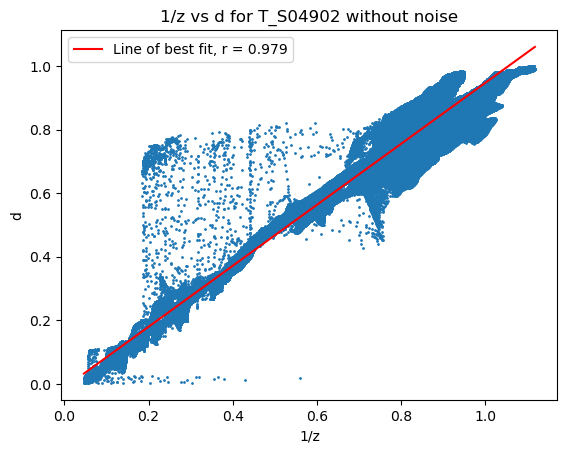 1/z vs d for T_S04902 without noise
Line of best fit, r = 0.979
1.0
0.8
0.6
0.4
0.2
0.0
d
0.0 0.2 0.4 0.6 0.8 1.0
1/z